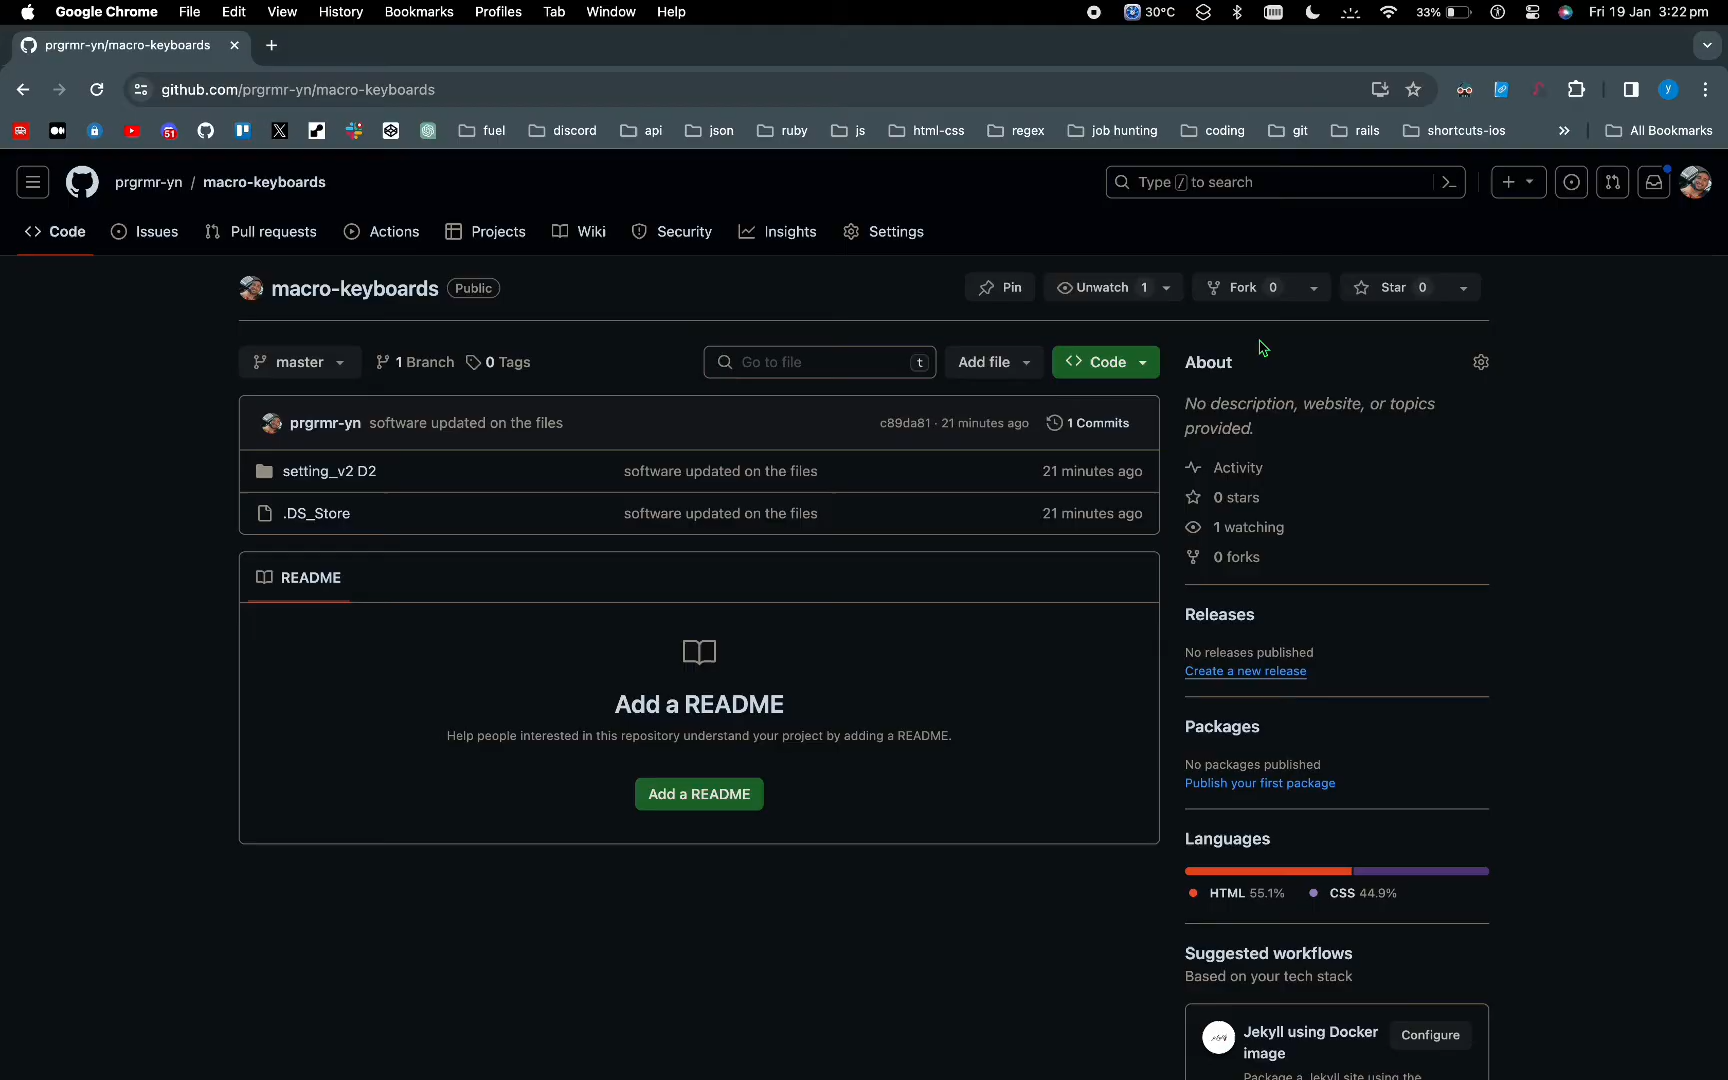 Google Chrome File Edit View History Bookmarks Profiles Tab Window Help 30°C 33% Fri 19 Jan 3:22 pm
prgrmr-yn/macro-keyboards
github.com/prgrmr-yn/macro-keyboards y
51 fuel discord api json ruby js html-css regex job hunting coding git rails shortcuts-ios » All Bookmarks
prgrmr-yn / macro-keyboards Type / to search
Code Issues Pull requests Actions Projects Wiki Security Insights Settings
macro-keyboards Public Pin Unwatch 1 Fork 0 Star 0
master 1 Branch 0 Tags Go to file t Add file Code
About
No description, website, or topics
provided.
prgrmr-yn software updated on the files c89da81 · 21 minutes ago 1 Commits
setting_v2 D2 software updated on the files 21 minutes ago
.DS_Store software updated on the files 21 minutes ago
Activity
0 stars
1 watching
0 forks
README
Add a README
Help people interested in this repository understand your project by adding a README.
Add a README
Releases
No releases published
Create a new release
Packages
No packages published
Publish your first package
Languages
HTML 55.1% CSS 44.9%
Suggested workflows
Based on your tech stack
Jekyll using Docker
image
Configure
Package a Jekyll site using the